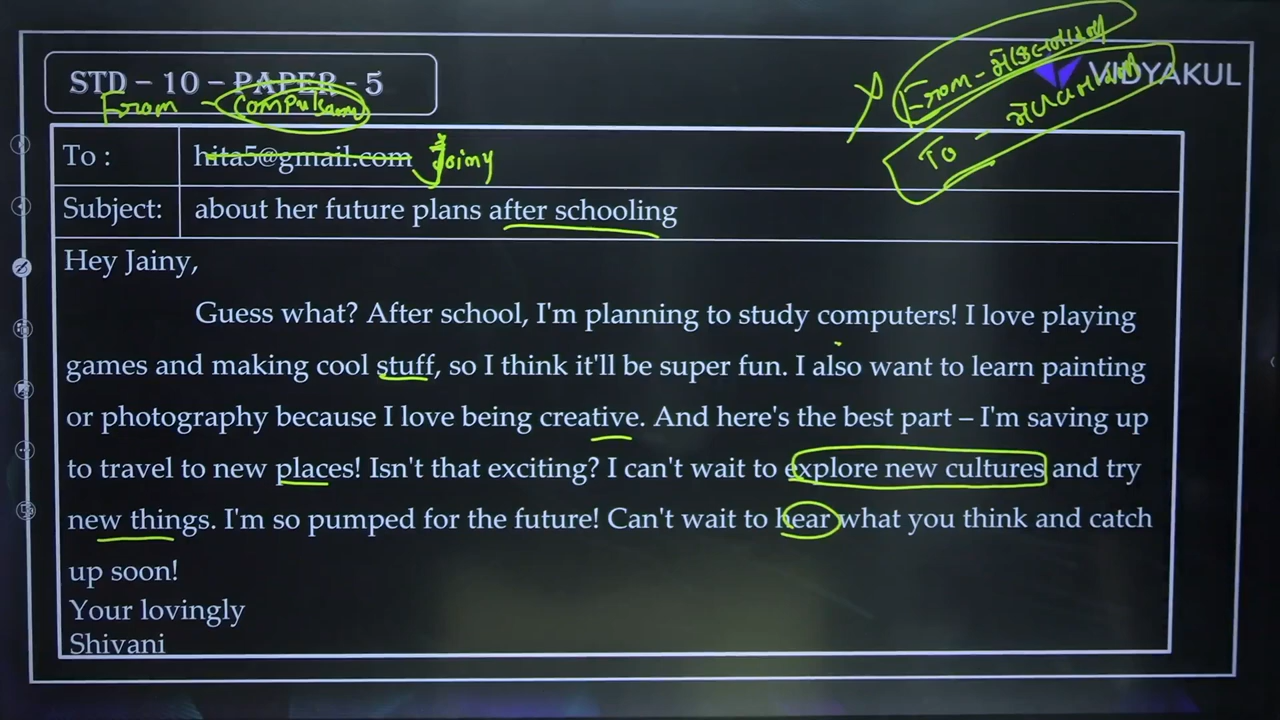 STD – 10 – PAPER - 5
VIDYAKUL
From - મોકલનાર
To -
From - Compulsory
To : hita5@gmail.com Jainy
Subject: about her future plans after schooling
Hey Jainy,
Guess what? After school, I'm planning to study computers! I love playing
games and making cool stuff, so I think it'll be super fun. I also want to learn painting
or photography because I love being creative. And here's the best part – I'm saving up
to travel to new places! Isn't that exciting? I can't wait to explore new cultures and try
new things. I'm so pumped for the future! Can't wait to hear what you think and catch
up soon!
Your lovingly
Shivani